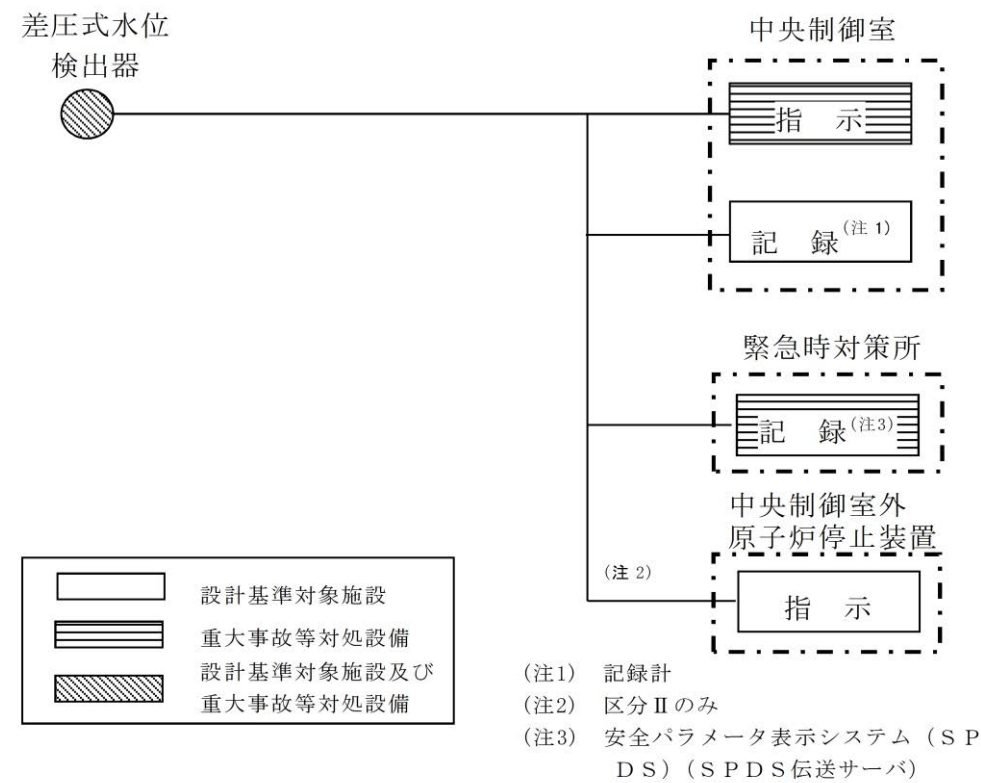 差圧式水位
検出器
中央制御室
指 示
記 録(注 1)
緊急時対策所
記 録(注3)
中央制御室外
原子炉停止装置
(注 2)
指 示
設計基準対象施設
重大事故等対処設備
設計基準対象施設及び
重大事故等対処設備
(注1) 記録計
(注2) 区分Ⅱのみ
(注3) 安全パラメータ表示システム(SP
DS)(SPDS伝送サーバ)